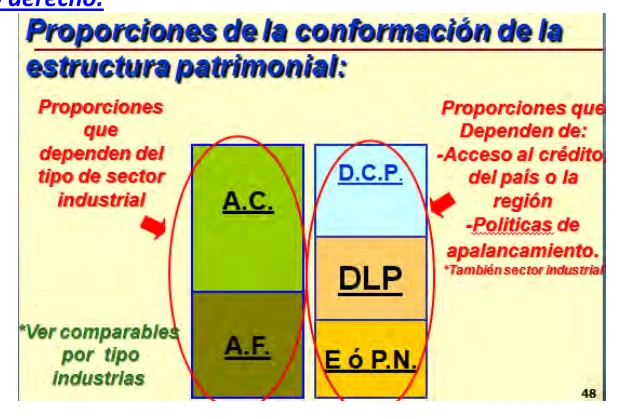 derecho:
Proporciones de la conformación de la
estructura patrimonial:
Proporciones
que
dependen del
tipo de sector
industrial
*Ver comparables
por tipo
industrias
A.C.
A.F.
D.C.P.
DLP
E ó P.N.
Proporciones que
Dependen de:
-Acceso al crédito,
del país o la
región
-Politicas de
apalancamiento.
*También sector industrial
48